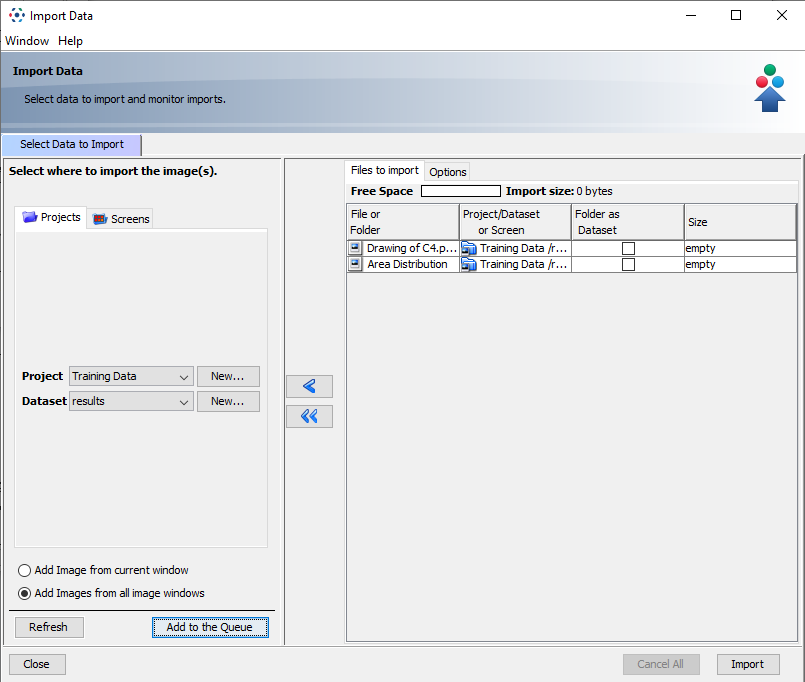 Import Data
Window Help
Import Data
Select data to import and monitor imports.
Select Data to Import
Select where to import the image(s).
Projects Screens
Project Training Data New...
Dataset results New...
Add Image from current window
Add Images from all image windows
Refresh Add to the Queue
Files to import Options
Free Space Import size: 0 bytes
File or Folder Project/Dataset or Screen Folder as Dataset Size
Drawing of C4.p... Training Data /r... empty
Area Distribution Training Data /r... empty
Close Cancel All Import